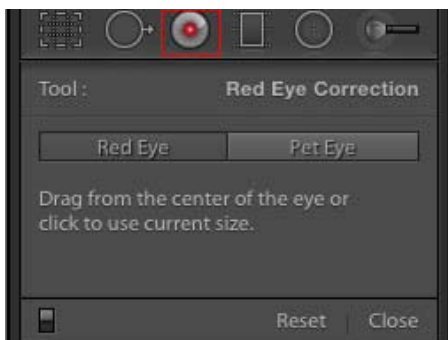 Tool : Red Eye Correction
Red Eye Pet Eye
Drag from the center of the eye or
click to use current size.
Reset Close